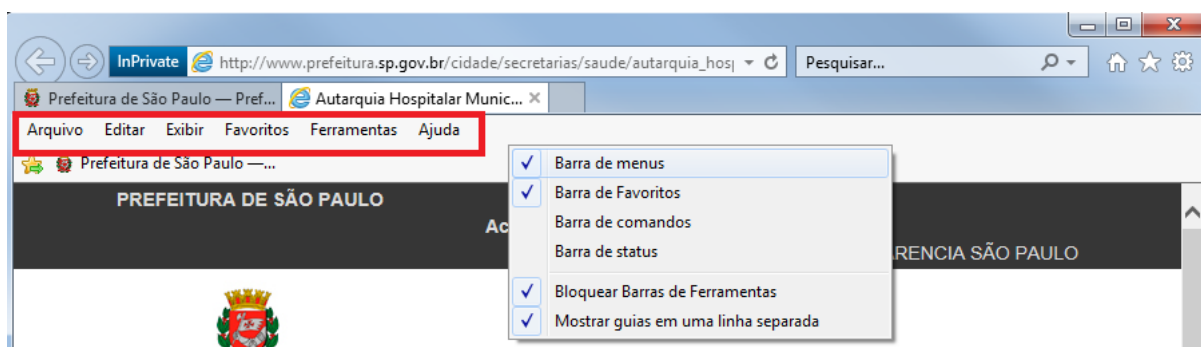 InPrivate http://www.prefeitura.sp.gov.br/cidade/secretarias/saude/autarquia_hos Pesquisar...
Prefeitura de São Paulo — Pref... Autarquia Hospitalar Munic...
Arquivo Editar Exibir Favoritos Ferramentas Ajuda
Prefeitura de São Paulo —...
Barra de menus
Barra de Favoritos
Barra de comandos
Barra de status
Bloquear Barras de Ferramentas
Mostrar guias em uma linha separada
PREFEITURA DE SÃO PAULO
Ac
RENCIA SÃO PAULO